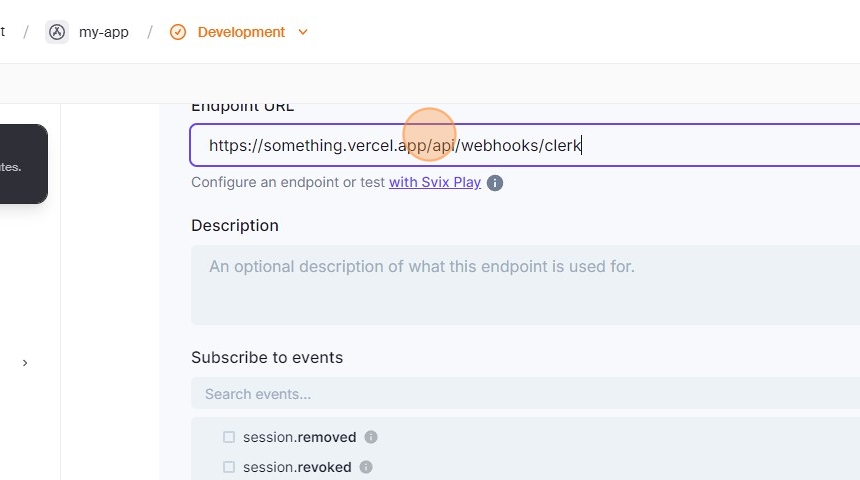 t / my-app / Development
Endpoint URL
https://something.vercel.app/api/webhooks/clerk
tes.
Configure an endpoint or test with Svix Play
Description
An optional description of what this endpoint is used for.
Subscribe to events
Search events...
session.removed
session.revoked